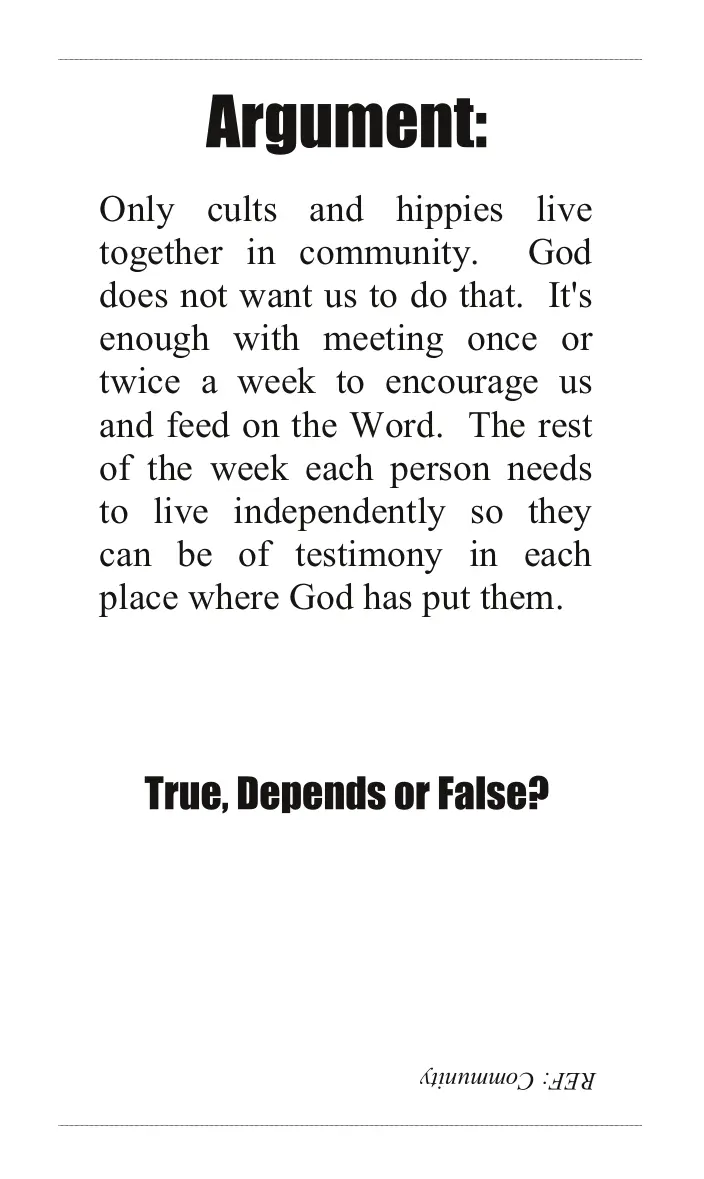 Argument:
Only cults and hippies live
together in community. God
does not want us to do that. It's
enough with meeting once or
twice a week to encourage us
and feed on the Word. The rest
of the week each person needs
to live independently so they
can be of testimony in each
place where God has put them.
True, Depends or False?
REF: Community